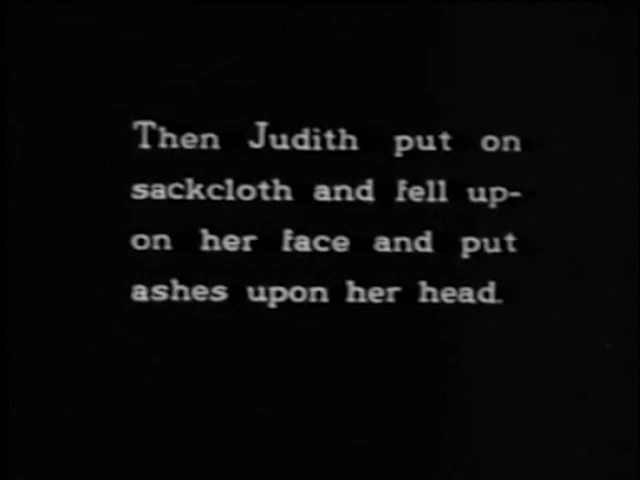 Then Judith put on
sackcloth and fell up-
on her face and put
ashes upon her head.